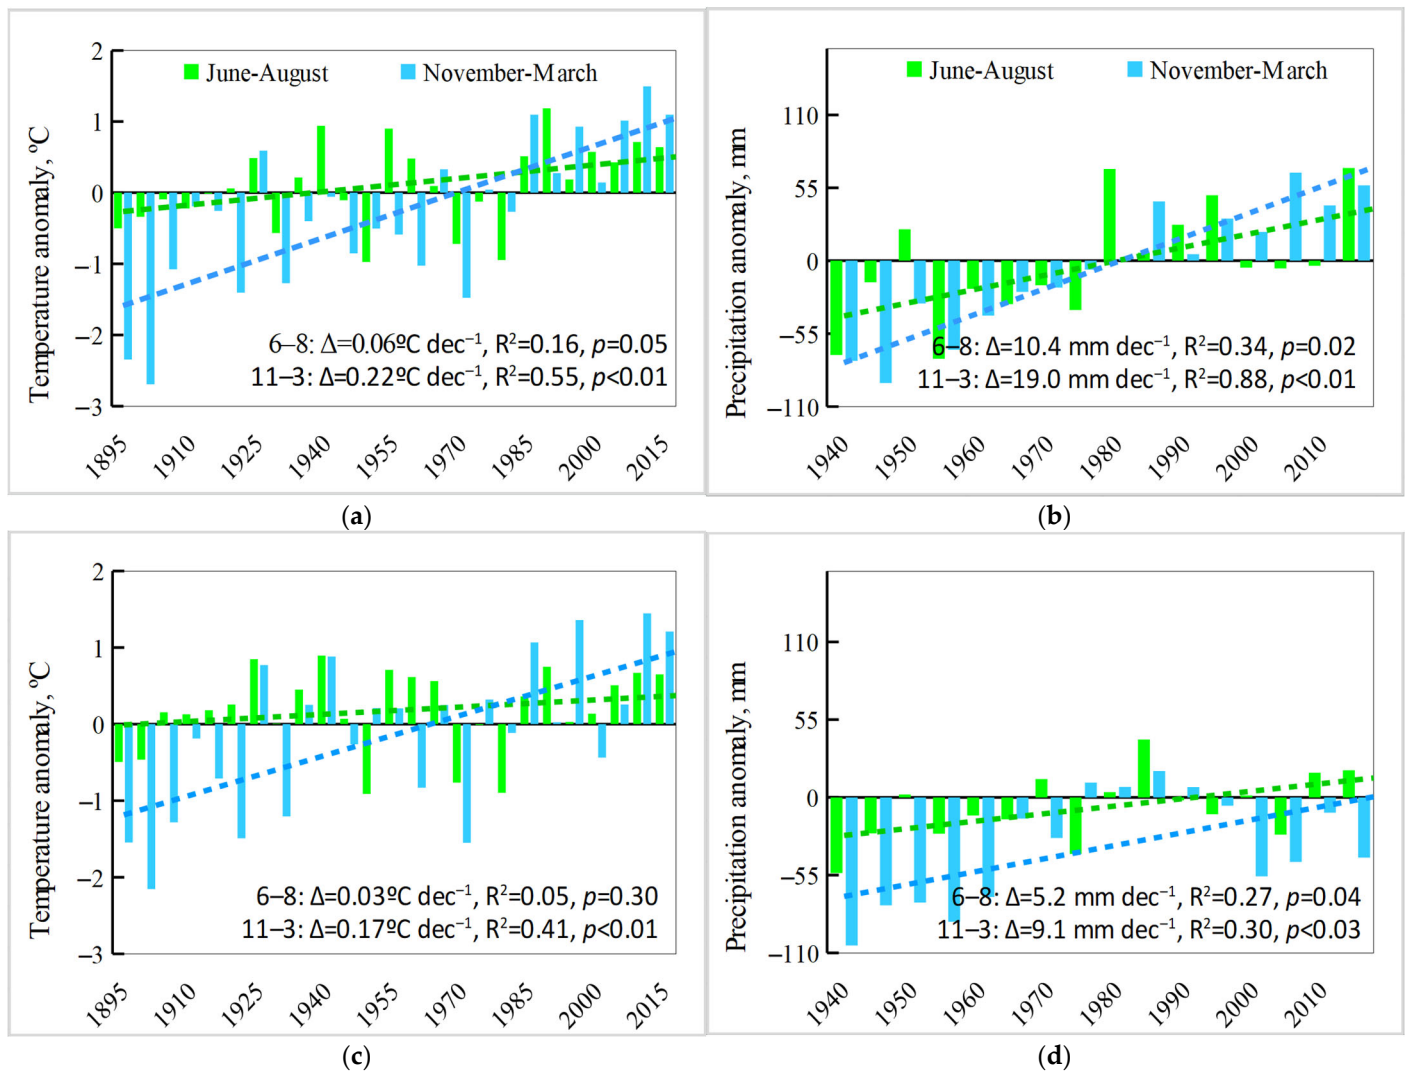 2
1
0
−1
−2
−3
Temperature anomaly, ºC
June-August
November-March
6–8: Δ=0.06ºC dec⁻¹, R²=0.16, p=0.05
11–3: Δ=0.22ºC dec⁻¹, R²=0.55, p<0.01
1895 1910 1925 1940 1955 1970 1985 2000 2015
(a)
110
55
0
-55
-110
Precipitation anomaly, mm
June-August
November-March
6–8: Δ=10.4 mm dec⁻¹, R²=0.34, p=0.02
11–3: Δ=19.0 mm dec⁻¹, R²=0.88, p<0.01
1940 1950 1960 1970 1980 1990 2000 2010
(b)
2
1
0
−1
−2
−3
Temperature anomaly, ºC
6–8: Δ=0.03ºC dec⁻¹, R²=0.05, p=0.30
11–3: Δ=0.17ºC dec⁻¹, R²=0.41, p<0.01
1895 1910 1925 1940 1955 1970 1985 2000 2015
(c)
110
55
0
-55
-110
Precipitation anomaly, mm
6–8: Δ=5.2 mm dec⁻¹, R²=0.27, p=0.04
11–3: Δ=9.1 mm dec⁻¹, R²=0.30, p<0.03
1940 1950 1960 1970 1980 1990 2000 2010
(d)